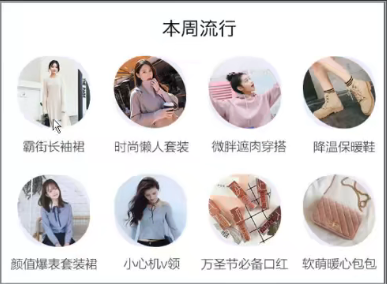 本周流行
霸街长袖裙
时尚懒人套装
微胖遮肉穿搭
降温保暖鞋
颜值爆表套装裙
小心机v领
万圣节必备口红
软萌暖心包包